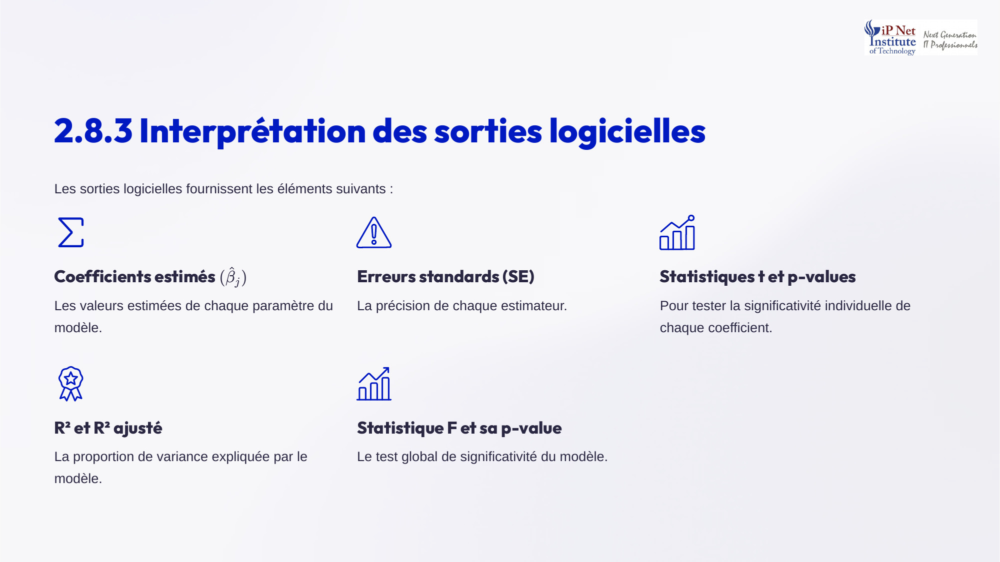 iP Net
Institute
of Technology
Next Generation
IT Professionnels
2.8.3 Interprétation des sorties logicielles
Les sorties logicielles fournissent les éléments suivants :
Coefficients estimés (β̂ⱼ)
Les valeurs estimées de chaque paramètre du
modèle.
Erreurs standards (SE)
La précision de chaque estimateur.
Statistiques t et p-values
Pour tester la significativité individuelle de
chaque coefficient.
R² et R² ajusté
La proportion de variance expliquée par le
modèle.
Statistique F et sa p-value
Le test global de significativité du modèle.